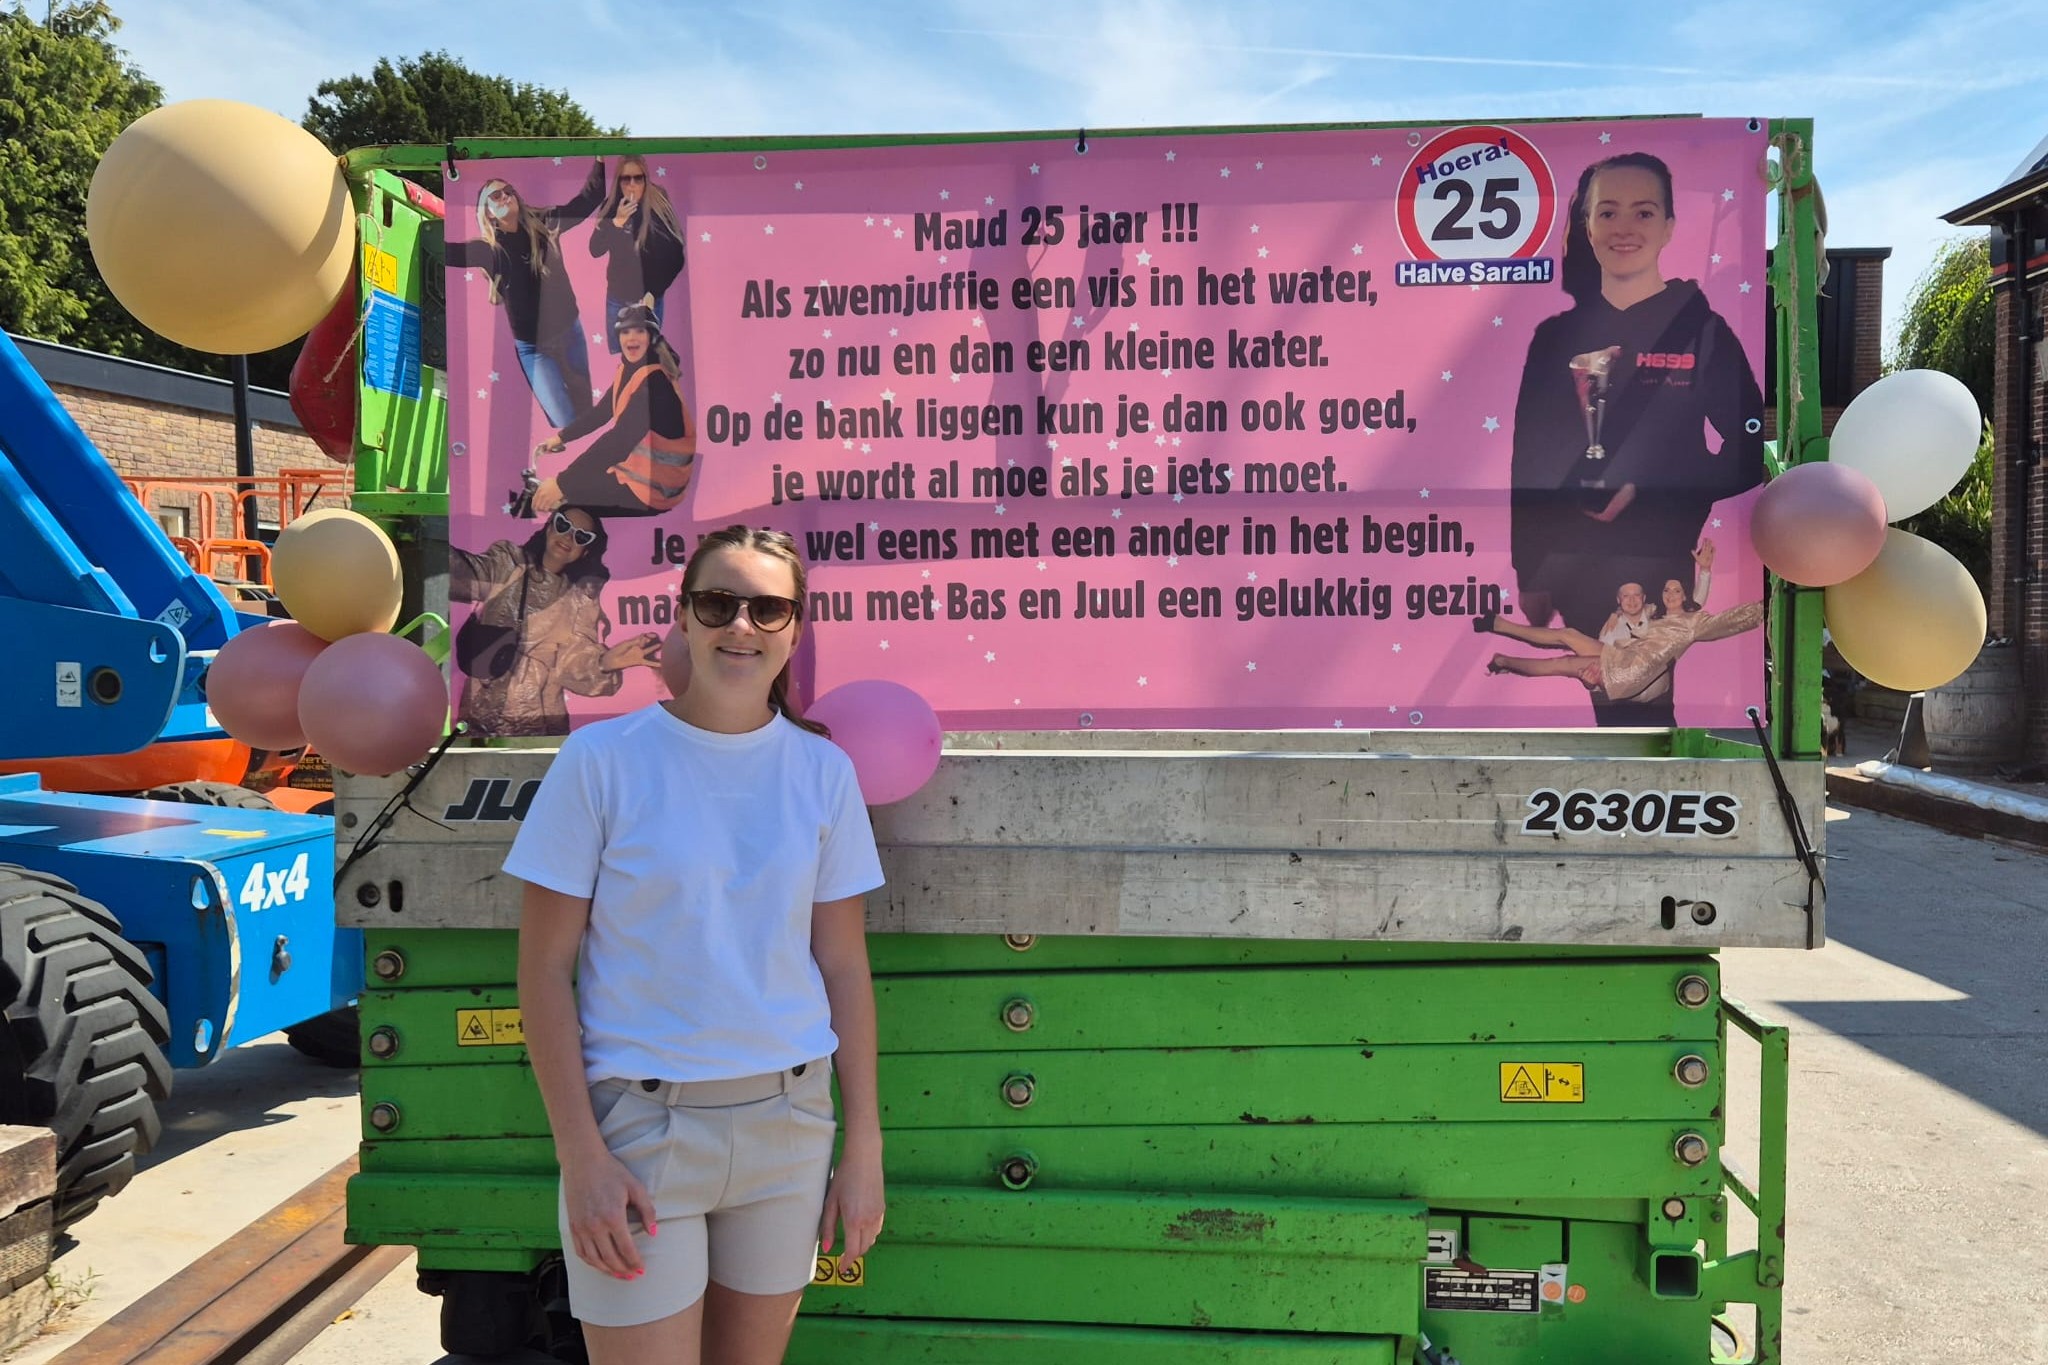 Maud 25 jaar !!!
Als zwemjuffie een vis in het water,
zo nu en dan een kleine kater.
Op de bank liggen kun je dan ook goed,
je wordt al moe als je iets moet.
Je wel eens met een ander in het begin,
nu met Bas en Juul een gelukkig gezin.
Hoera!
25
Halve Sarah!
H699
2630ES
4x4